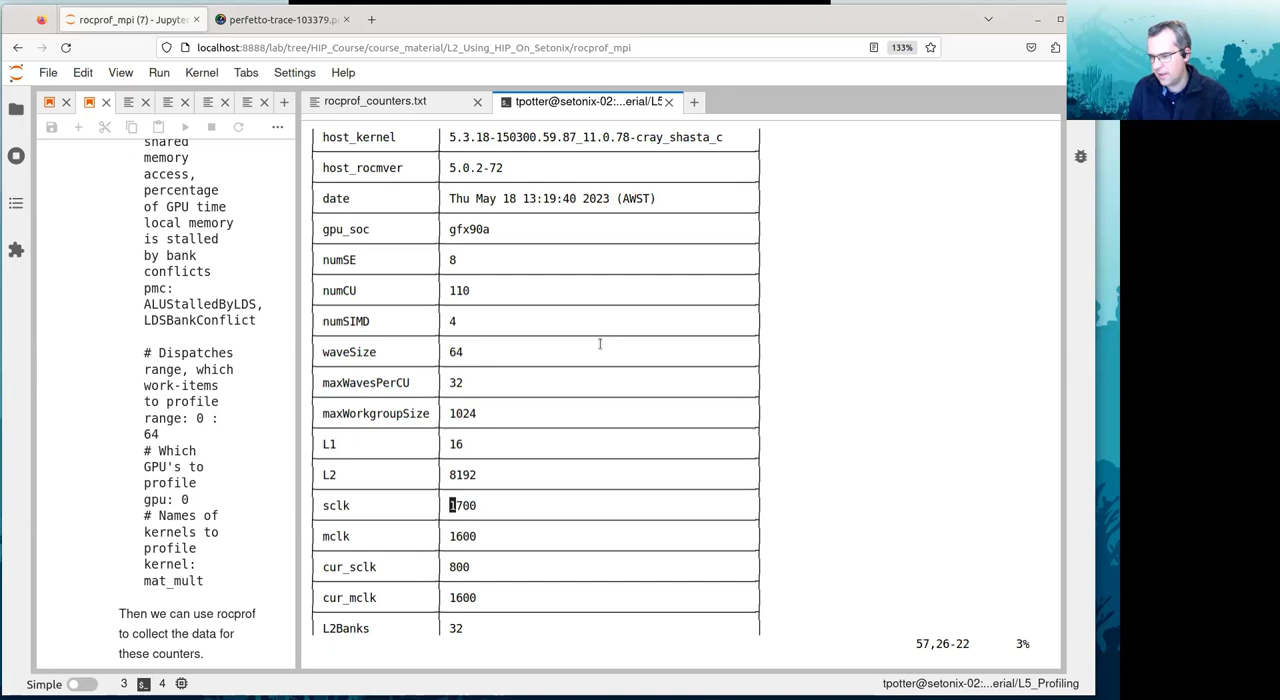 rocprof_mpi (7) - Jupyter
perfetto-trace-103379.p
localhost:8888/lab/tree/HIP_Course/course_material/L2_Using_HIP_On_Setonix/rocprof_mpi
133%
File Edit View Run Kernel Tabs Settings Help
rocprof_counters.txt
tpotter@setonix-02:...erial/L5
shared
memory
access,
percentage
of GPU time
local memory
is stalled
by bank
conflicts
pmc:
ALUStalledByLDS,
LDSBankConflict
# Dispatches
range, which
work-items
to profile
range: 0 :
64
# Which
GPU's to
profile
gpu: 0
# Names of
kernels to
profile
kernel:
mat_mult
Then we can use rocprof
to collect the data for
these counters.
host_kernel 5.3.18-150300.59.87_11.0.78-cray_shasta_c
host_rocmver 5.0.2-72
date Thu May 18 13:19:40 2023 (AWST)
gpu_soc gfx90a
numSE 8
numCU 110
numSIMD 4
waveSize 64
maxWavesPerCU 32
maxWorkgroupSize 1024
L1 16
L2 8192
sclk 1700
mclk 1600
cur_sclk 800
cur_mclk 1600
L2Banks 32
57,26-22 3%
Simple 3 4 tpotter@setonix-02:...erial/L5_Profiling